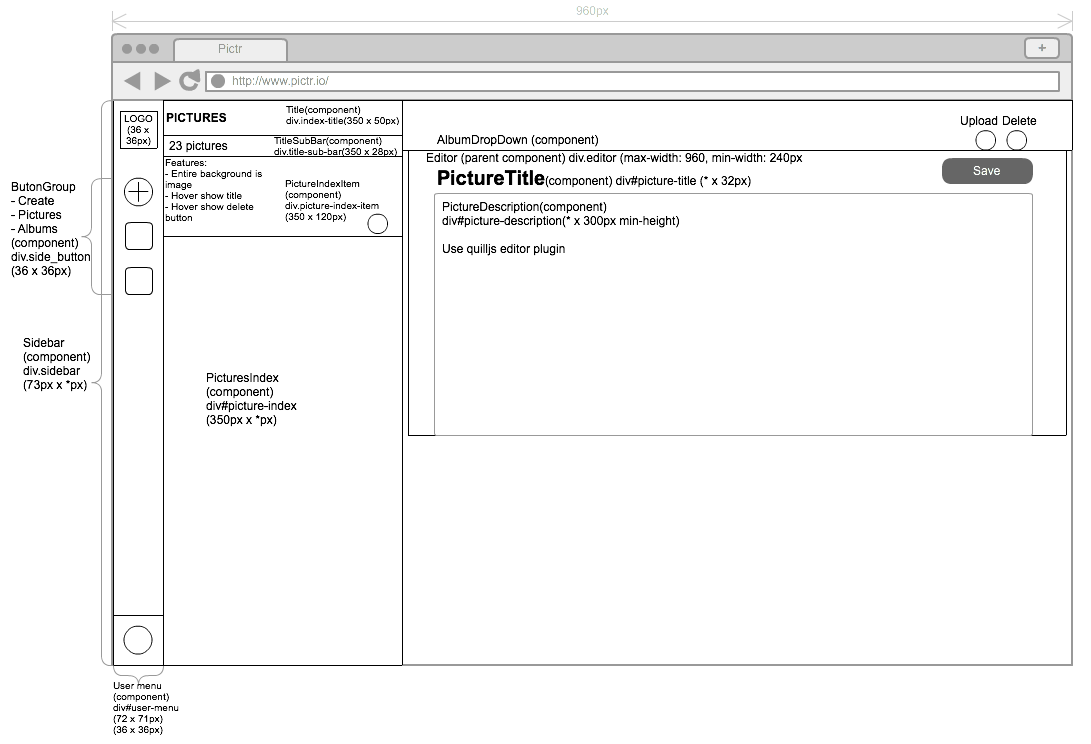 960px
Pictr
+
http://www.pictr.io/
LOGO
(36 x
36px)
PICTURES
Title(component)
div.index-title(350 x 50px)
23 pictures
TitleSubBar(component)
div.title-sub-bar(350 x 28px)
Features:
- Entire background is
image
- Hover show title
- Hover show delete
button
PictureIndexItem
(component)
div.picture-index-item
(350 x 120px)
AlbumDropDown (component)
Upload Delete
Editor (parent component) div.editor (max-width: 960, min-width: 240px
PictureTitle(component) div#picture-title (* x 32px)
Save
PictureDescription(component)
div#picture-description(* x 300px min-height)
Use quilljs editor plugin
ButonGroup
- Create
- Pictures
- Albums
(component)
div.side_button
(36 x 36px)
Sidebar
(component)
div.sidebar
(73px x *px)
PicturesIndex
(component)
div#picture-index
(350px x *px)
User menu
(component)
div#user-menu
(72 x 71px)
(36 x 36px)